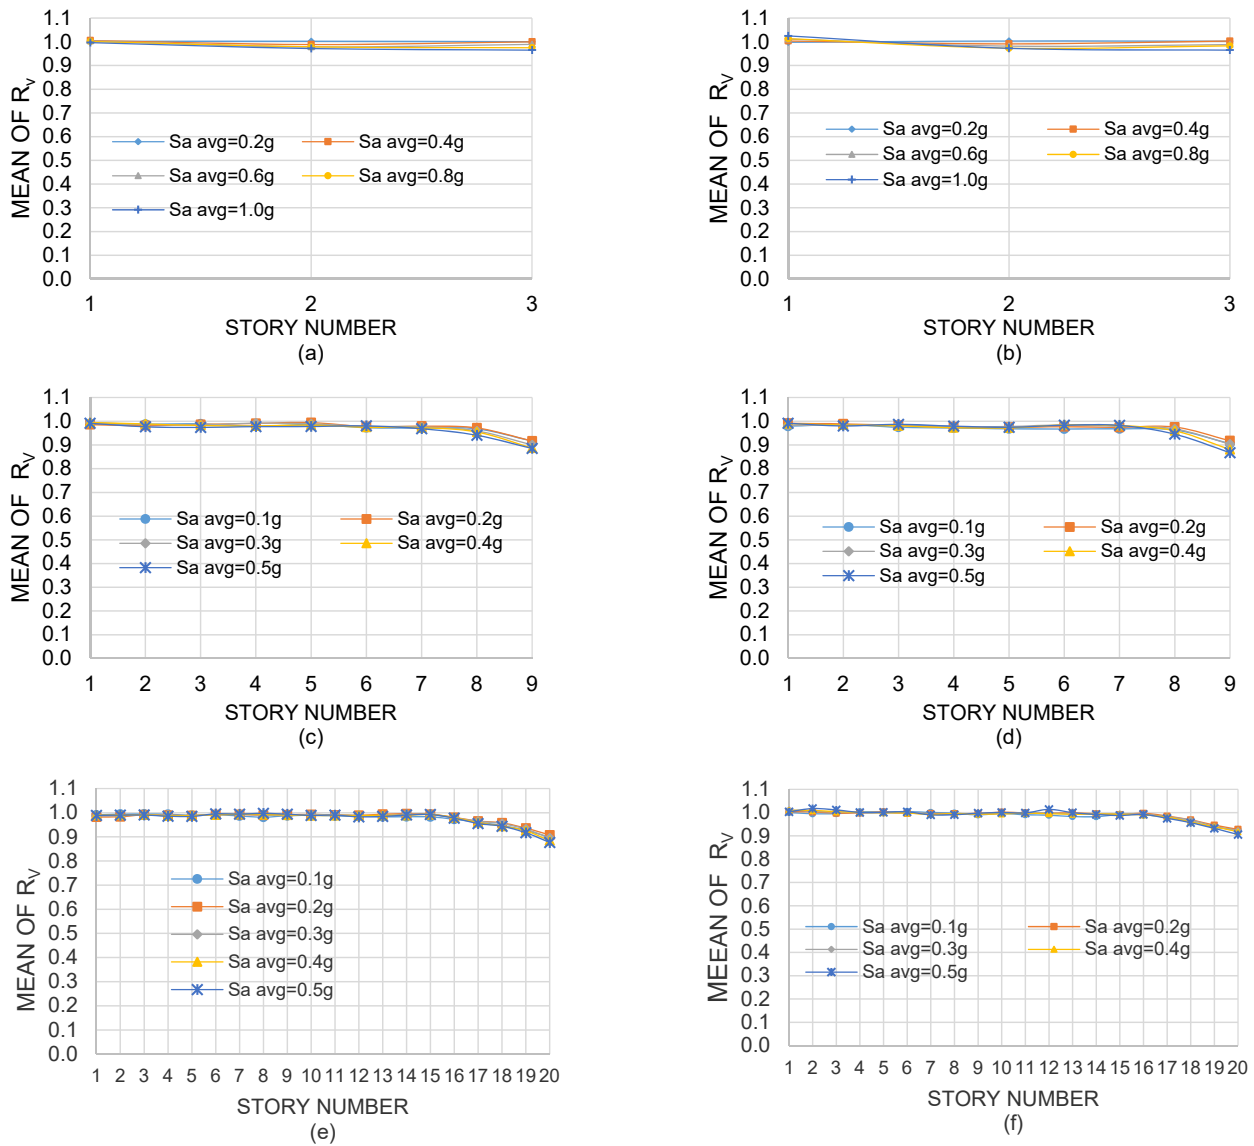 MEAN OF RV
1.1
1.0
0.9
0.8
0.7
0.6
0.5
0.4
0.3
0.2
0.1
0.0
Sa avg=0.2g Sa avg=0.4g
Sa avg=0.6g Sa avg=0.8g
Sa avg=1.0g
1 2 3
STORY NUMBER
(a)
MEAN OF RV
1.1
1.0
0.9
0.8
0.7
0.6
0.5
0.4
0.3
0.2
0.1
0.0
Sa avg=0.2g Sa avg=0.4g
Sa avg=0.6g Sa avg=0.8g
Sa avg=1.0g
1 2 3
STORY NUMBER
(b)
MEAN OF RV
1.1
1.0
0.9
0.8
0.7
0.6
0.5
0.4
0.3
0.2
0.1
0.0
Sa avg=0.1g Sa avg=0.2g
Sa avg=0.3g Sa avg=0.4g
Sa avg=0.5g
1 2 3 4 5 6 7 8 9
STORY NUMBER
(c)
MEAN OF RV
1.1
1.0
0.9
0.8
0.7
0.6
0.5
0.4
0.3
0.2
0.1
0.0
Sa avg=0.1g Sa avg=0.2g
Sa avg=0.3g Sa avg=0.4g
Sa avg=0.5g
1 2 3 4 5 6 7 8 9
STORY NUMBER
(d)
MEAN OF RV
1.1
1.0
0.9
0.8
0.7
0.6
0.5
0.4
0.3
0.2
0.1
0.0
Sa avg=0.1g
Sa avg=0.2g
Sa avg=0.3g
Sa avg=0.4g
Sa avg=0.5g
1 2 3 4 5 6 7 8 9 10 11 12 13 14 15 16 17 18 19 20
STORY NUMBER
(e)
MEEAN OF RV
1.1
1.0
0.9
0.8
0.7
0.6
0.5
0.4
0.3
0.2
0.1
0.0
Sa avg=0.1g Sa avg=0.2g
Sa avg=0.3g Sa avg=0.4g
Sa avg=0.5g
1 2 3 4 5 6 7 8 9 10 11 12 13 14 15 16 17 18 19 20
STORY NUMBER
(f)